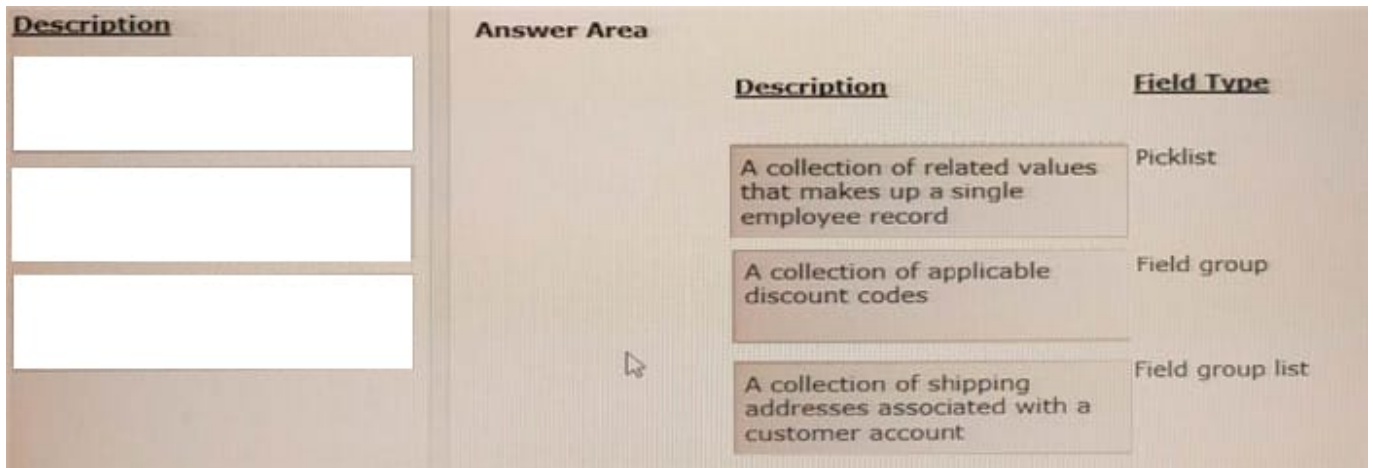 Description
Answer Area
Description
Field Type
A collection of related values
that makes up a single
employee record
Picklist
A collection of applicable
discount codes
Field group
A collection of shipping
addresses associated with a
customer account
Field group list